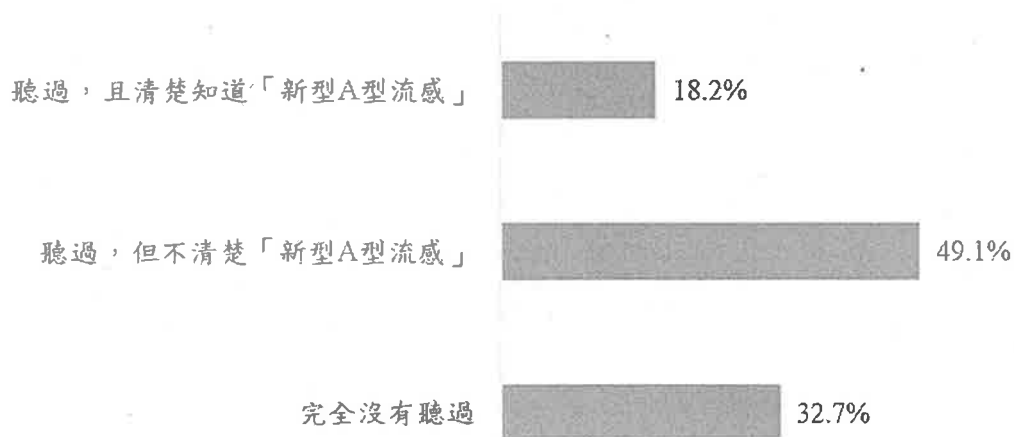 聽過，且清楚知道「新型A型流感」 18.2%
聽過，但不清楚「新型A型流感」 49.1%
完全沒有聽過 32.7%